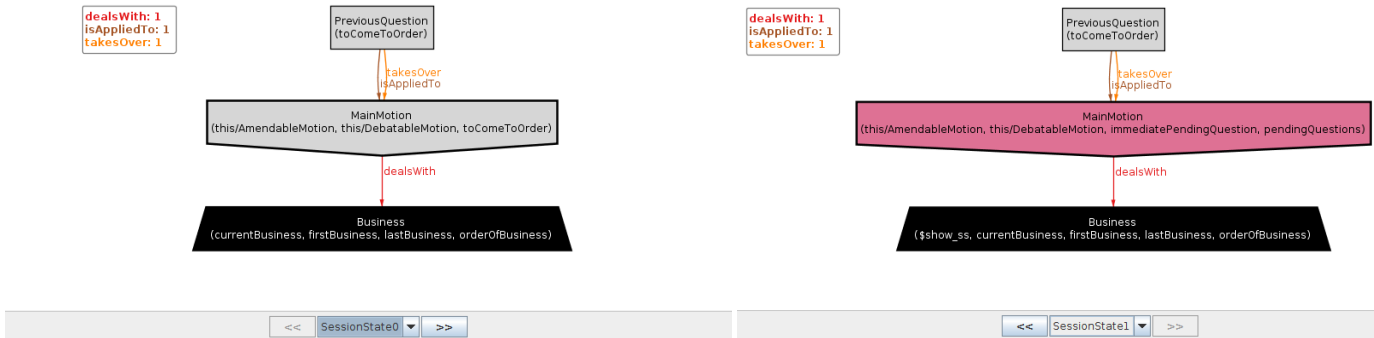 dealsWith: 1
isAppliedTo: 1
takesOver: 1
PreviousQuestion
(toComeToOrder)
takesOver
isAppliedTo
MainMotion
(this/AmendableMotion, this/DebatableMotion, toComeToOrder)
dealsWith
Business
(currentBusiness, firstBusiness, lastBusiness, orderOfBusiness)
<< SessionState0 >>
dealsWith: 1
isAppliedTo: 1
takesOver: 1
PreviousQuestion
(toComeToOrder)
takesOver
isAppliedTo
MainMotion
(this/AmendableMotion, this/DebatableMotion, immediatePendingQuestion, pendingQuestions)
dealsWith
Business
($show_ss, currentBusiness, firstBusiness, lastBusiness, orderOfBusiness)
<< SessionState1 >>